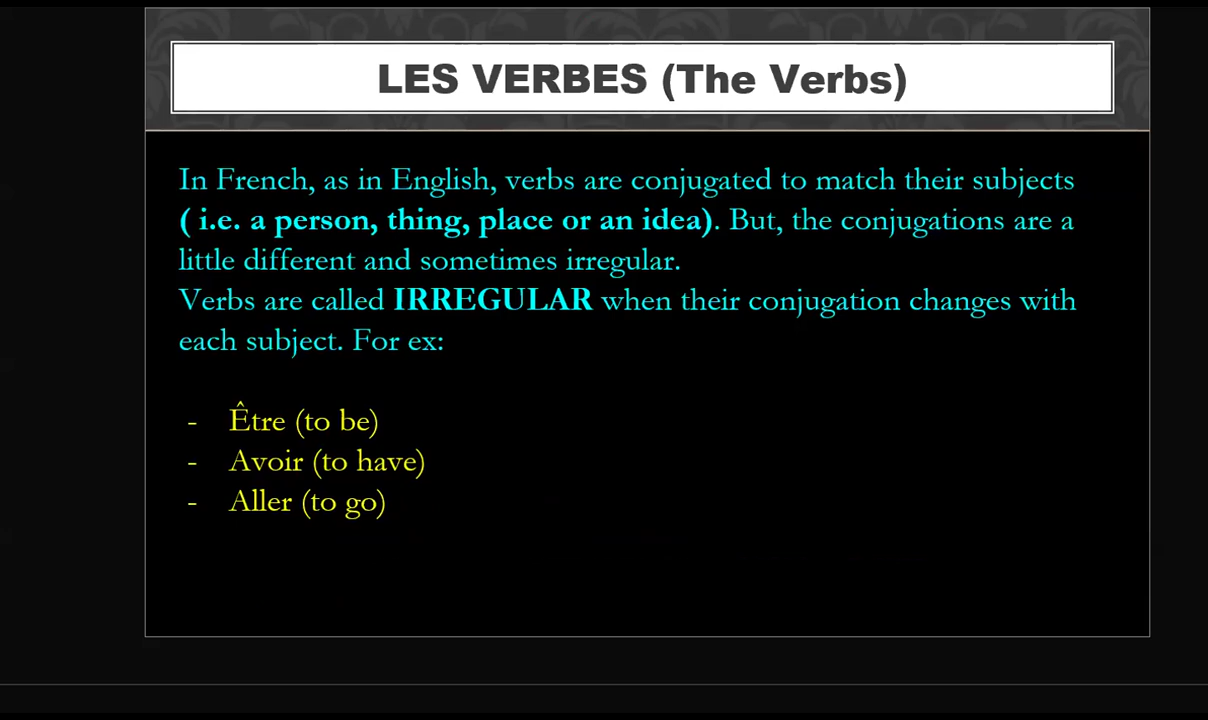 LES VERBES (The Verbs)
In French, as in English, verbs are conjugated to match their subjects
( i.e. a person, thing, place or an idea). But, the conjugations are a
little different and sometimes irregular.
Verbs are called IRREGULAR when their conjugation changes with
each subject. For ex:
- Être (to be)
- Avoir (to have)
- Aller (to go)